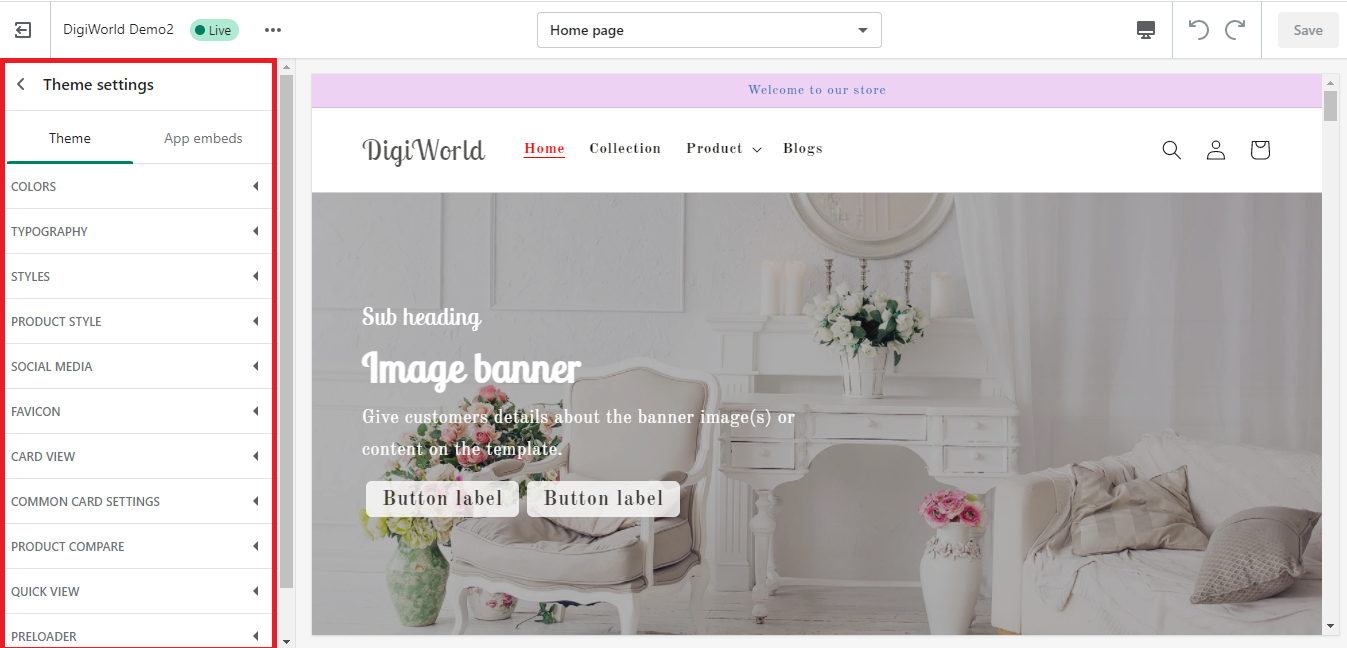 DigiWorld Demo2
Live
Home page
Save
Theme settings
Theme
App embeds
COLORS
TYPOGRAPHY
STYLES
PRODUCT STYLE
SOCIAL MEDIA
FAVICON
CARD VIEW
COMMON CARD SETTINGS
PRODUCT COMPARE
QUICK VIEW
PRELOADER
Welcome to our store
DigiWorld
Home
Collection
Product
Blogs
Sub heading
Image banner
Give customers details about the banner image(s) or
content on the template.
Button label
Button label